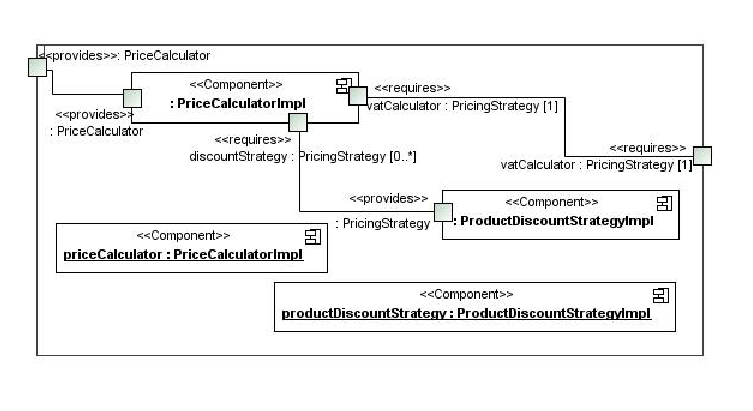 <<provides>>: PriceCalculator
<<Component>>
: PriceCalculatorImpl
<<requires>>
vatCalculator : PricingStrategy [1]
<<provides>>
: PriceCalculator
<<requires>>
discountStrategy : PricingStrategy [0..*]
<<requires>>
vatCalculator : PricingStrategy [1]
<<provides>>
: PricingStrategy
<<Component>>
: ProductDiscountStrategyImpl
<<Component>>
priceCalculator : PriceCalculatorImpl
<<Component>>
productDiscountStrategy : ProductDiscountStrategyImpl